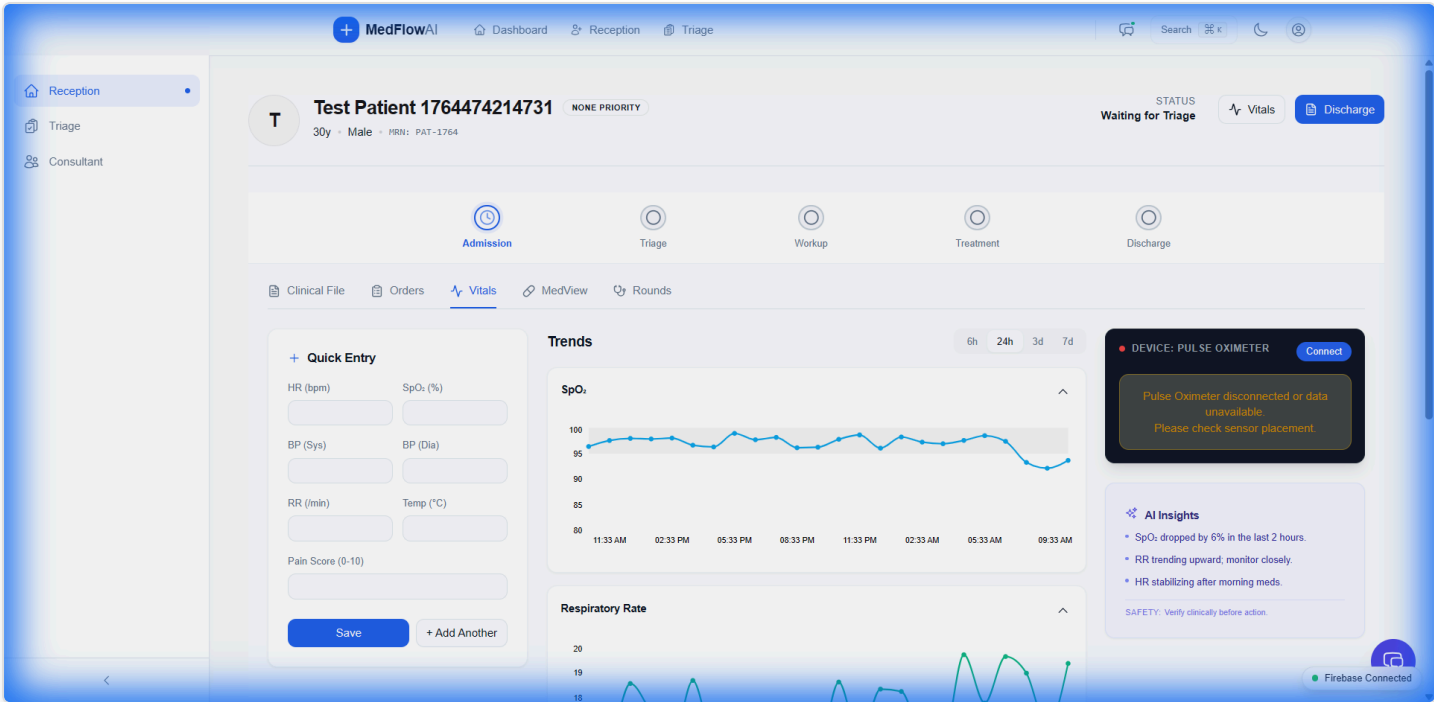 MedFlowAI
Dashboard
Reception
Triage
Search ⌘ K
Reception
Triage
Consultant
T
Test Patient 1764474214731
NONE PRIORITY
30y • Male • MRN: PAT-1764
STATUS
Waiting for Triage
Vitals
Discharge
Admission
Triage
Workup
Treatment
Discharge
Clinical File
Orders
Vitals
MedView
Rounds
+ Quick Entry
HR (bpm)
SpO₂ (%)
BP (Sys)
BP (Dia)
RR (/min)
Temp (°C)
Pain Score (0-10)
Save
+ Add Another
Trends
6h
24h
3d
7d
SpO₂
100
95
90
85
80
11:33 AM
02:33 PM
05:33 PM
08:33 PM
11:33 PM
02:33 AM
05:33 AM
09:33 AM
Respiratory Rate
20
19
18
DEVICE: PULSE OXIMETER
Connect
Pulse Oximeter disconnected or data
unavailable.
Please check sensor placement.
AI Insights
• SpO₂ dropped by 6% in the last 2 hours.
• RR trending upward; monitor closely.
• HR stabilizing after morning meds.
SAFETY: Verify clinically before action.
Firebase Connected